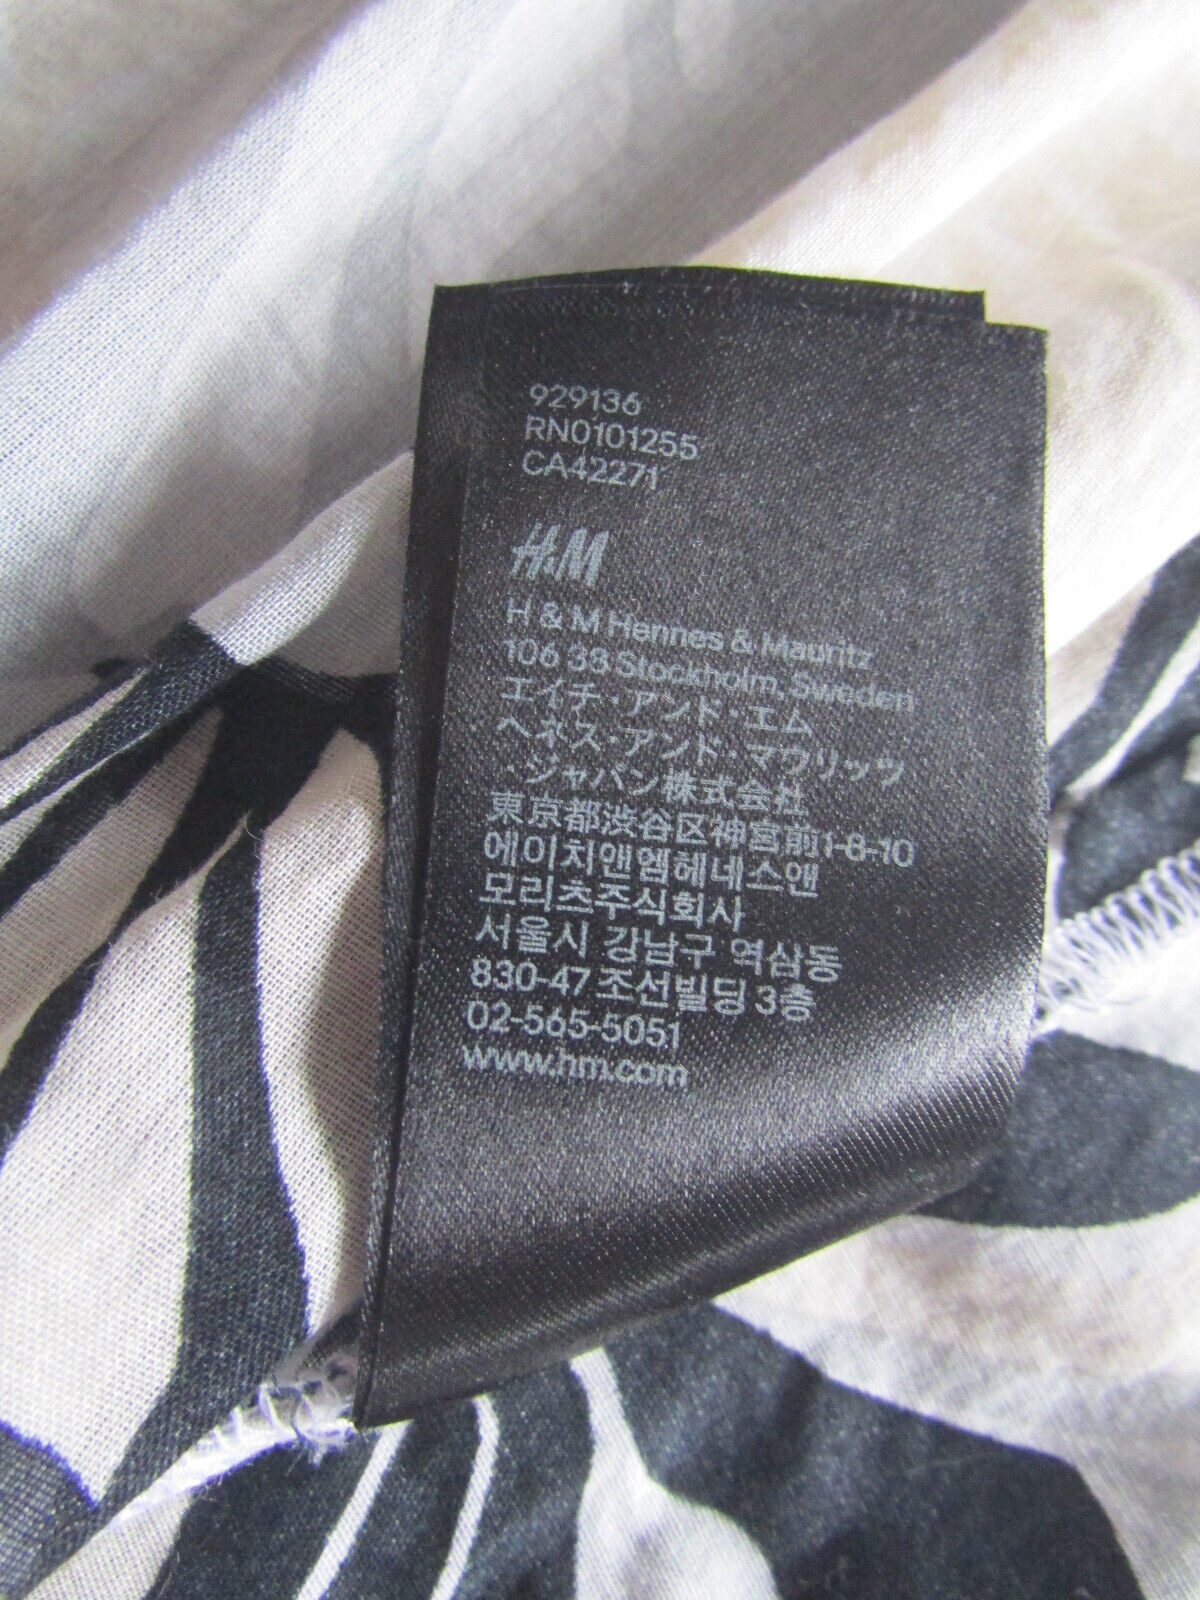 929136
RN0101255
CA42271
H&M
H & M Hennes & Mauritz
106 38 Stockholm, Sweden
エイチ・アンド・エム
ヘネス・アンド・マウリッツ
・ジャパン株式会社
東京都渋谷区神宮前1-8-10
에이치앤엠헤네스앤
모리츠주식회사
서울시 강남구 역삼동
830-47 조선빌딩 3층
02-565-5051
www.hm.com